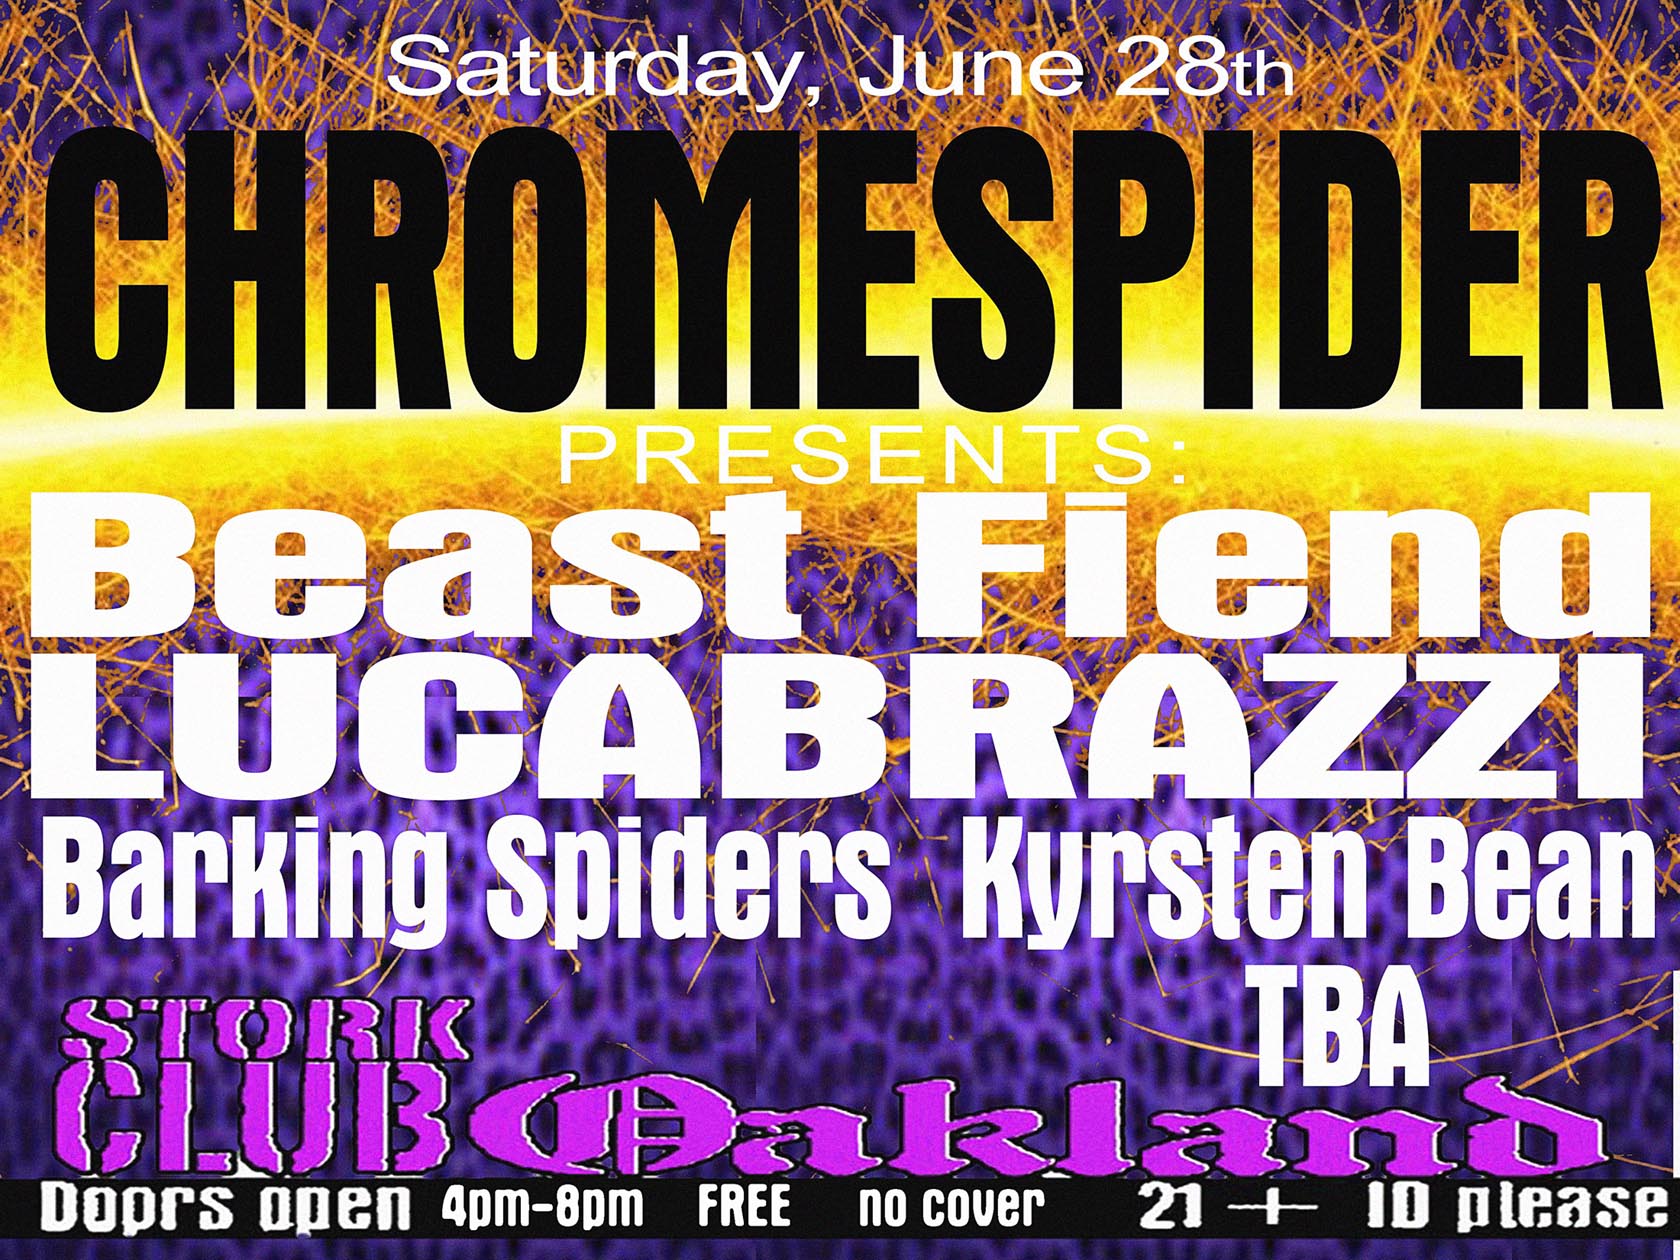 Saturday, June 28th
CHROMESPIDER
PRESENTS:
Beast Fiend
LUCABRAZZI
Barking Spiders Kyrsten Bean
TBA
STORK
CLUB Oakland
Doors open 4pm-8pm FREE no cover 21 + ID please